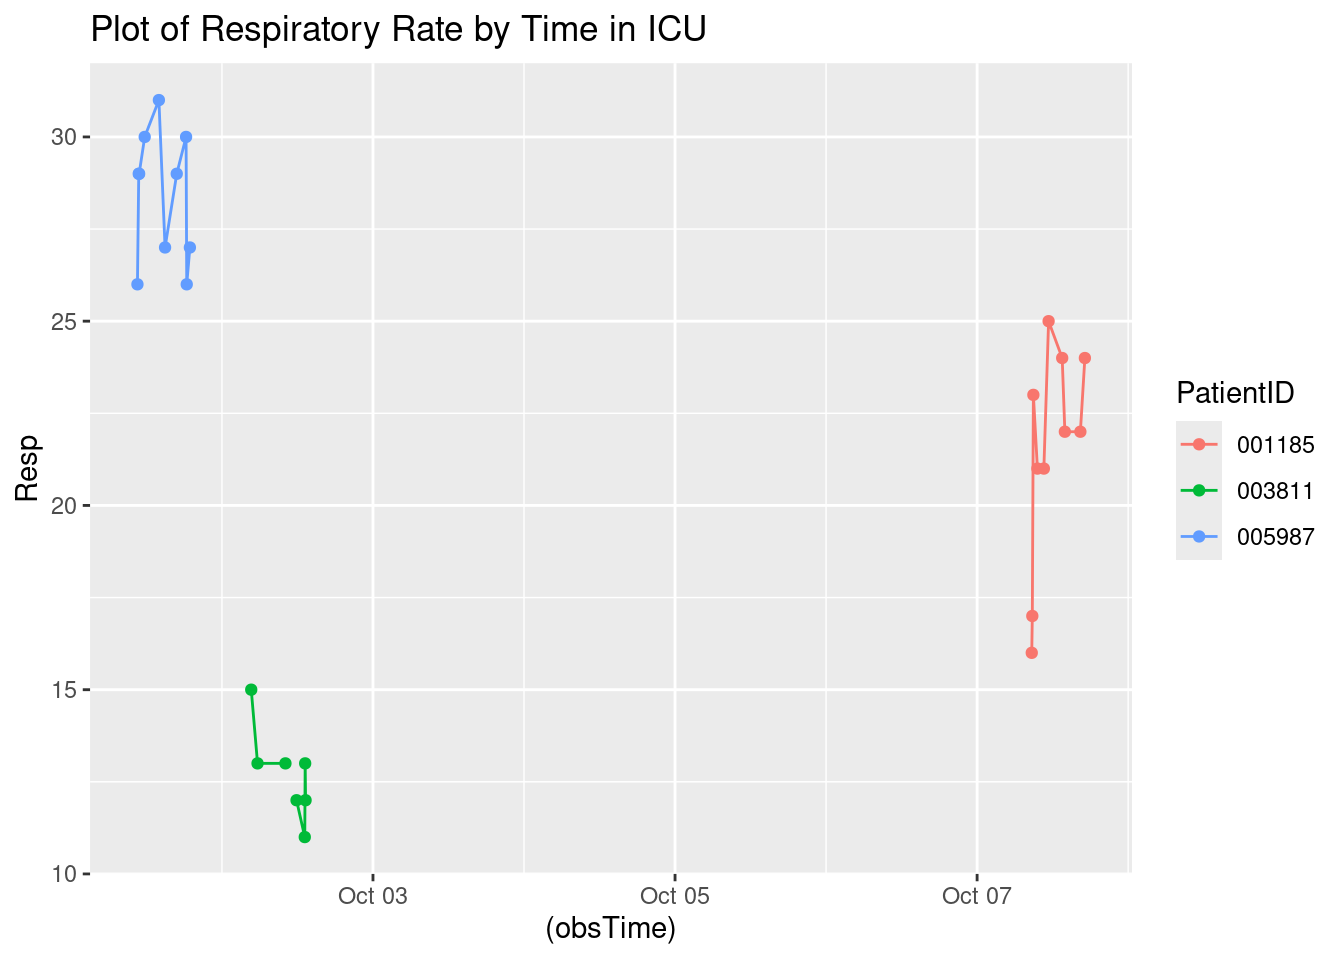 Plot of Respiratory Rate by Time in ICU
30
25
20
15
10
Resp
Oct 03
Oct 05
Oct 07
(obsTime)
PatientID
001185
003811
005987